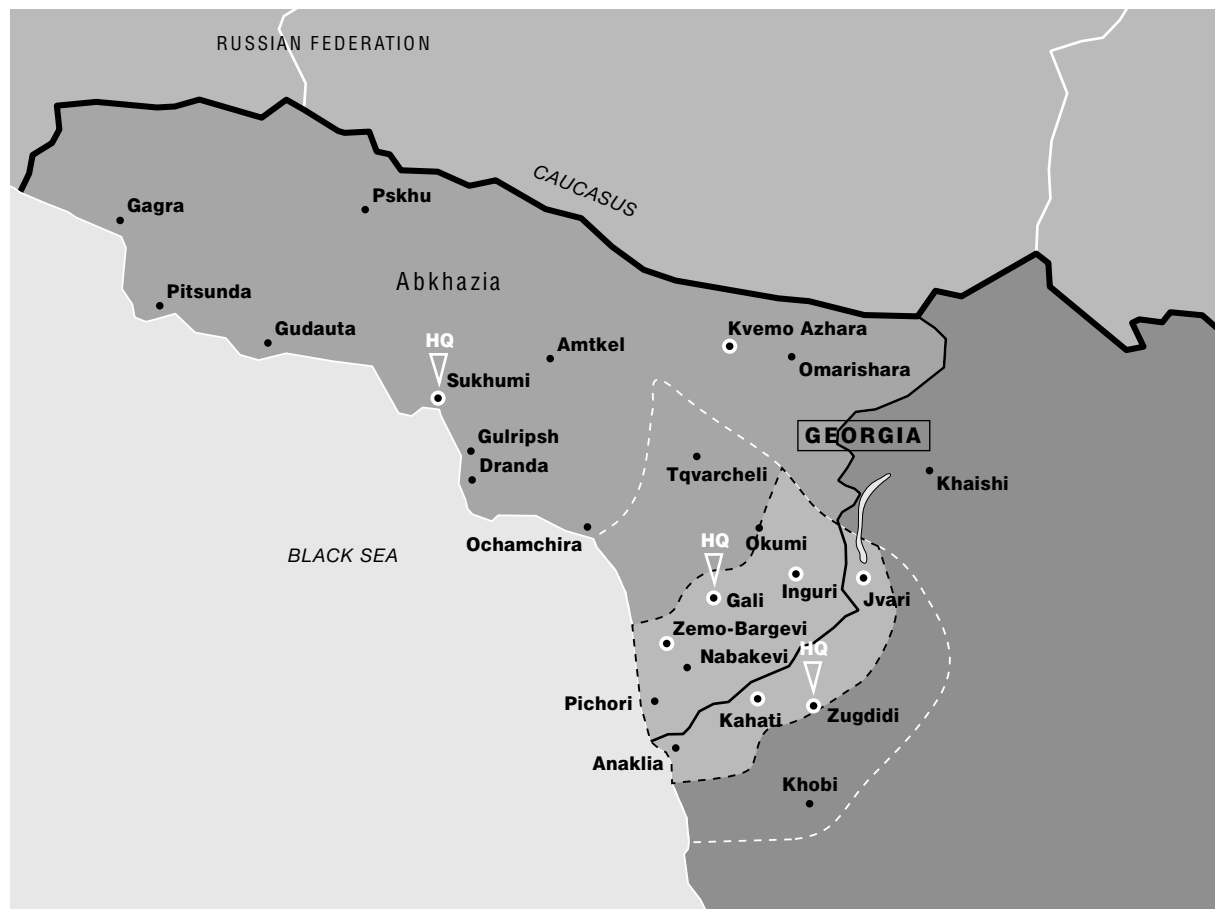 RUSSIAN FEDERATION
CAUCASUS
Pskhu
Gagra
Abkhazia
Pitsunda
Gudauta
Kvemo Azhara
HQ
Amtkel
Omarishara
Sukhumi
GEORGIA
Gulripsh
Dranda
Tqvarcheli
Khaishi
Ochamchira
HQ
Okumi
BLACK SEA
Inguri
Gali
Jvari
Zemo-Bargevi
HQ
Nabakevi
Pichori
Kahati
Zugdidi
Anaklia
Khobi